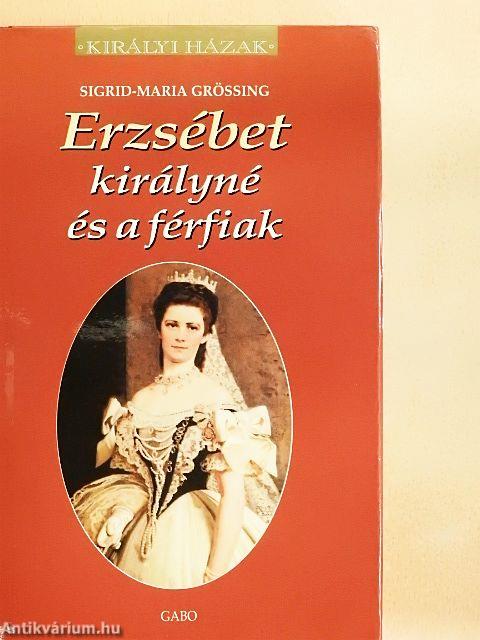 • KIRÁLYI HÁZAK •
SIGRID-MARIA GRÖSSING
Erzsébet
királyné
és a férfiak
GABO
Antikvárium.hu